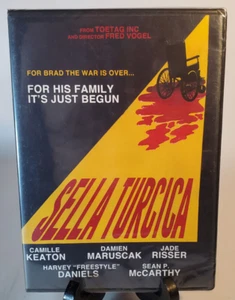 FROM TOETAG INC
AND DIRECTOR FRED VOGEL
FOR BRAD THE WAR IS OVER...
FOR HIS FAMILY
IT'S JUST BEGUN
SELLA TURCICA
CAMILLE KEATON
DAMIEN MARUSCAK
JADE RISSER
HARVEY "FREESTYLE" DANIELS
SEAN P. McCARTHY